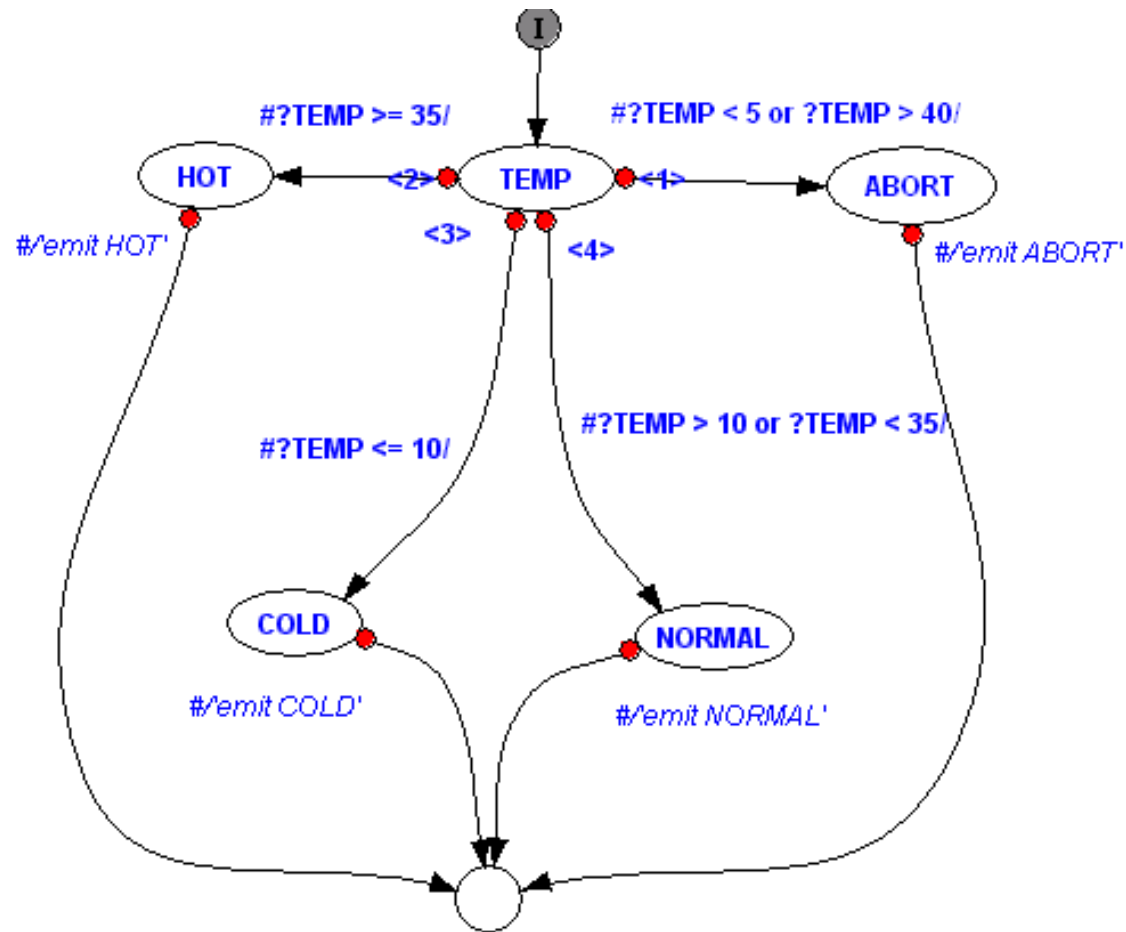 I
#?TEMP >= 35/
#?TEMP < 5 or ?TEMP > 40/
HOT
<2>
TEMP
<1>
ABORT
#/'emit HOT'
<3>
<4>
#/'emit ABORT'
#?TEMP <= 10/
#?TEMP > 10 or ?TEMP < 35/
COLD
NORMAL
#/'emit COLD'
#/'emit NORMAL'